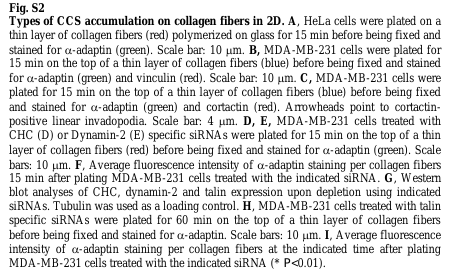 Fig. S2
Types of CCS accumulation on collagen fibers in 2D. A, HeLa cells were plated on a
thin layer of collagen fibers (red) polymerized on glass for 15 min before being fixed and
stained for α-adaptin (green). Scale bar: 10 μm. B, MDA-MB-231 cells were plated for
15 min on the top of a thin layer of collagen fibers (blue) before being fixed and stained
for α-adaptin (green) and vinculin (red). Scale bar: 10 μm. C, MDA-MB-231 cells were
plated for 15 min on the top of a thin layer of collagen fibers (blue) before being fixed
and stained for α-adaptin (green) and cortactin (red). Arrowheads point to cortactin-
positive linear invadopodia. Scale bar: 4 μm. D, E, MDA-MB-231 cells treated with
CHC (D) or Dynamin-2 (E) specific siRNAs were plated for 15 min on the top of a thin
layer of collagen fibers (red) before being fixed and stained for α-adaptin (green). Scale
bars: 10 μm. F, Average fluorescence intensity of α-adaptin staining per collagen fibers
15 min after plating MDA-MB-231 cells treated with the indicated siRNA. G, Western
blot analyses of CHC, dynamin-2 and talin expression upon depletion using indicated
siRNAs. Tubulin was used as a loading control. H, MDA-MB-231 cells treated with talin
specific siRNAs were plated for 60 min on the top of a thin layer of collagen fibers
before being fixed and stained for α-adaptin. Scale bars: 10 μm. I, Average fluorescence
intensity of α-adaptin staining per collagen fibers at the indicated time after plating
MDA-MB-231 cells treated with the indicated siRNA (* P<0.01).